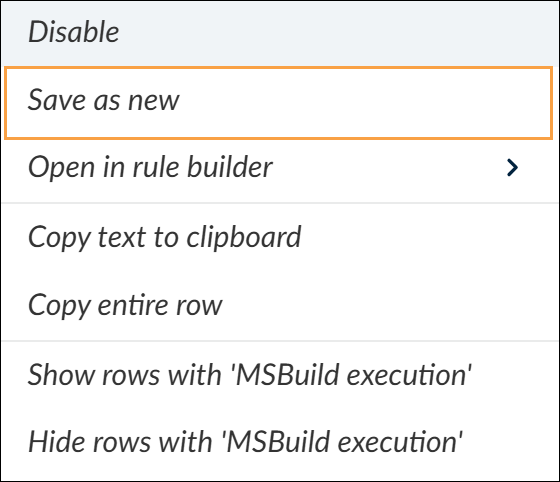 Disable
Save as new
Open in rule builder
Copy text to clipboard
Copy entire row
Show rows with 'MSBuild execution'
Hide rows with 'MSBuild execution'